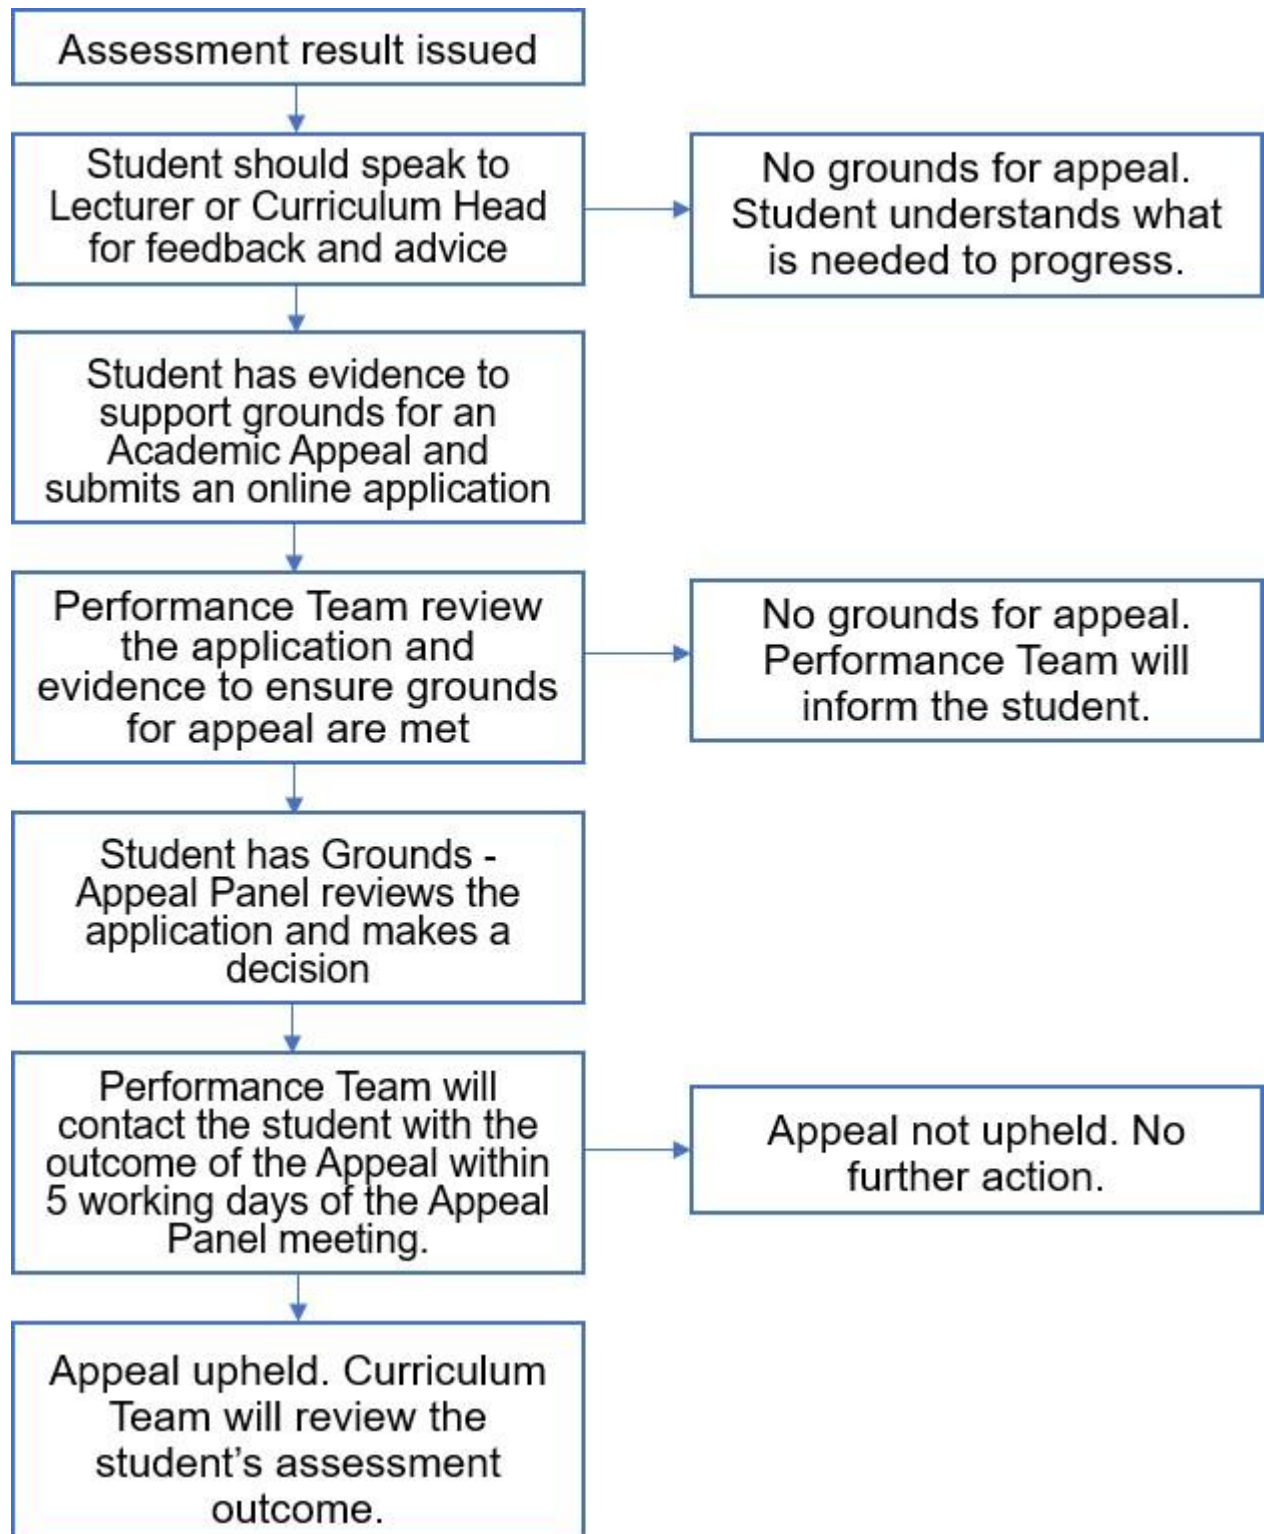 Assessment result issued
Student should speak to
Lecturer or Curriculum Head
for feedback and advice
No grounds for appeal.
Student understands what
is needed to progress.
Student has evidence to
support grounds for an
Academic Appeal and
submits an online application
Performance Team review
the application and
evidence to ensure grounds
for appeal are met
No grounds for appeal.
Performance Team will
inform the student.
Student has Grounds -
Appeal Panel reviews the
application and makes a
decision
Performance Team will
contact the student with the
outcome of the Appeal within
5 working days of the Appeal
Panel meeting.
Appeal not upheld. No
further action.
Appeal upheld. Curriculum
Team will review the
student’s assessment
outcome.